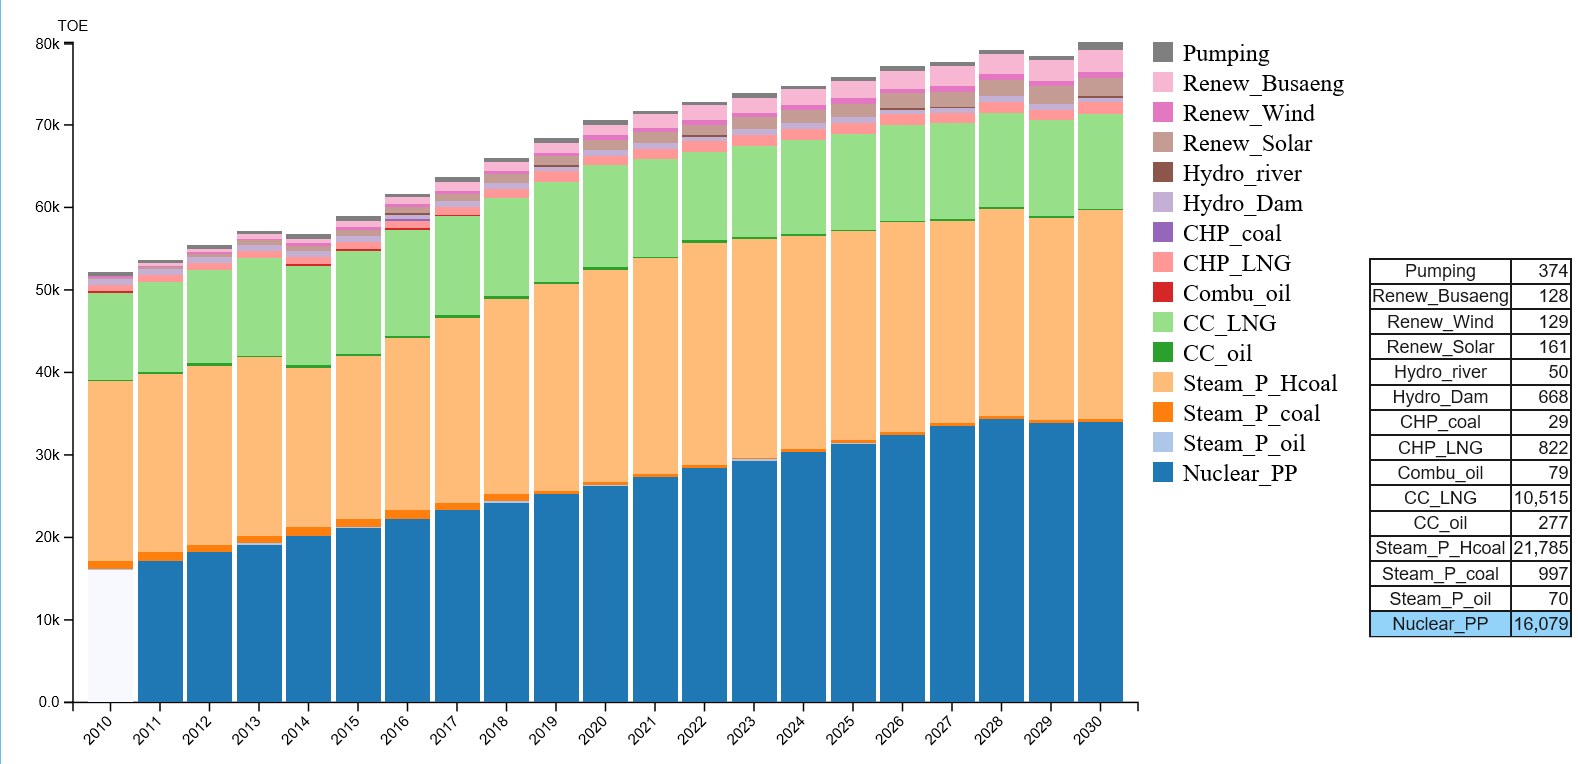 TOE
80k
70k
60k
50k
40k
30k
20k
10k
0.0
2010 2011 2012 2013 2014 2015 2016 2017 2018 2019 2020 2021 2022 2023 2024 2025 2026 2027 2028 2029 2030
Pumping
Renew_Busaeng
Renew_Wind
Renew_Solar
Hydro_river
Hydro_Dam
CHP_coal
CHP_LNG
Combu_oil
CC_LNG
CC_oil
Steam_P_Hcoal
Steam_P_coal
Steam_P_oil
Nuclear_PP
Pumping 374
Renew_Busaeng 128
Renew_Wind 129
Renew_Solar 161
Hydro_river 50
Hydro_Dam 668
CHP_coal 29
CHP_LNG 822
Combu_oil 79
CC_LNG 10,515
CC_oil 277
Steam_P_Hcoal 21,785
Steam_P_coal 997
Steam_P_oil 70
Nuclear_PP 16,079